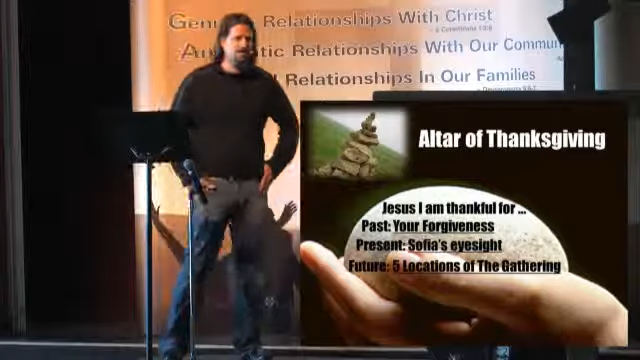 Relationships With Christ
Relationships With Our
Relationships In Our Families
Altar of Thanksgiving
Jesus I am thankful for ...
Past: Your Forgiveness
Present: Sofia's eyesight
Future: 5 Locations of The Gathering